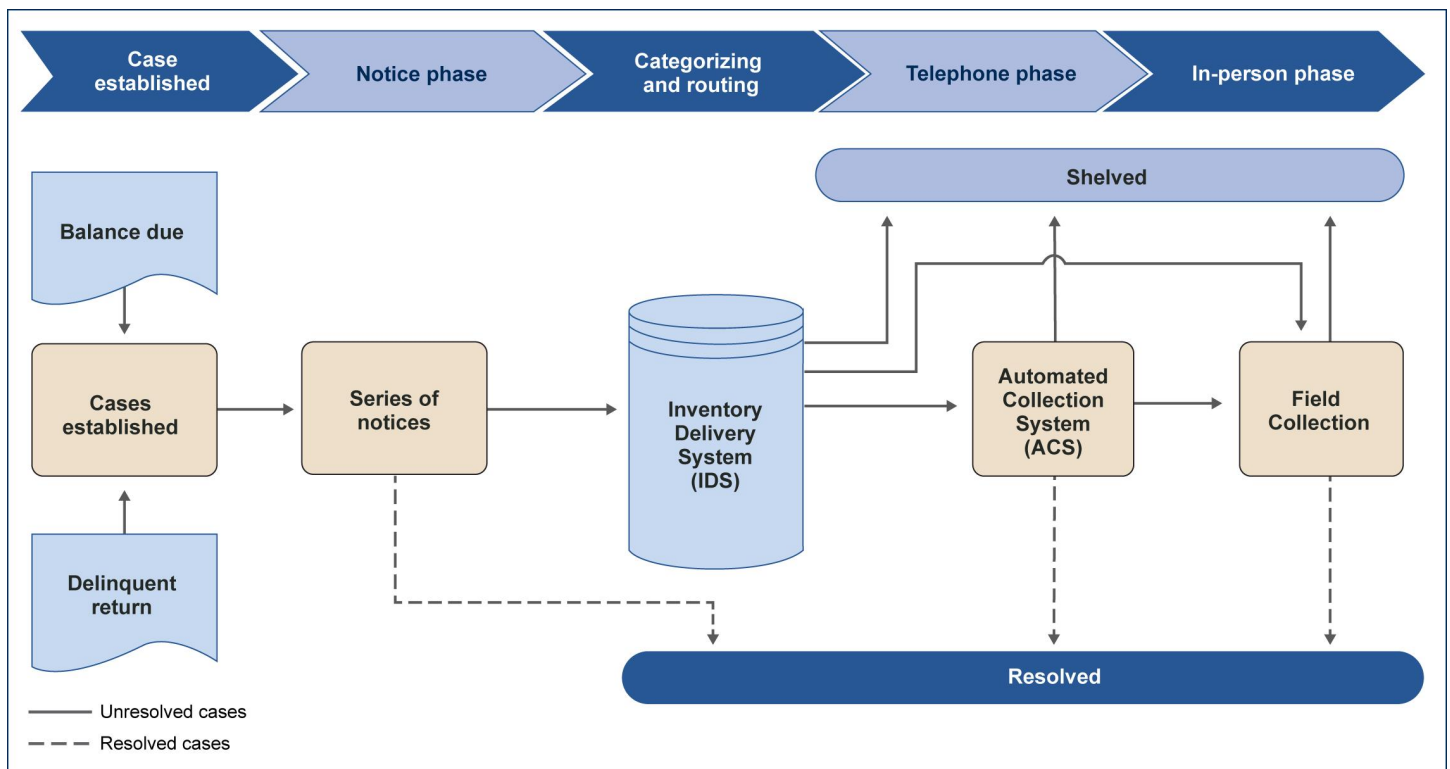 Case
established
Notice phase
Categorizing
and routing
Telephone phase
In-person phase
Shelved
Balance due
Cases
established
Series of
notices
Inventory
Delivery
System
(IDS)
Automated
Collection
System
(ACS)
Field
Collection
Delinquent
return
Resolved
Unresolved cases
Resolved cases